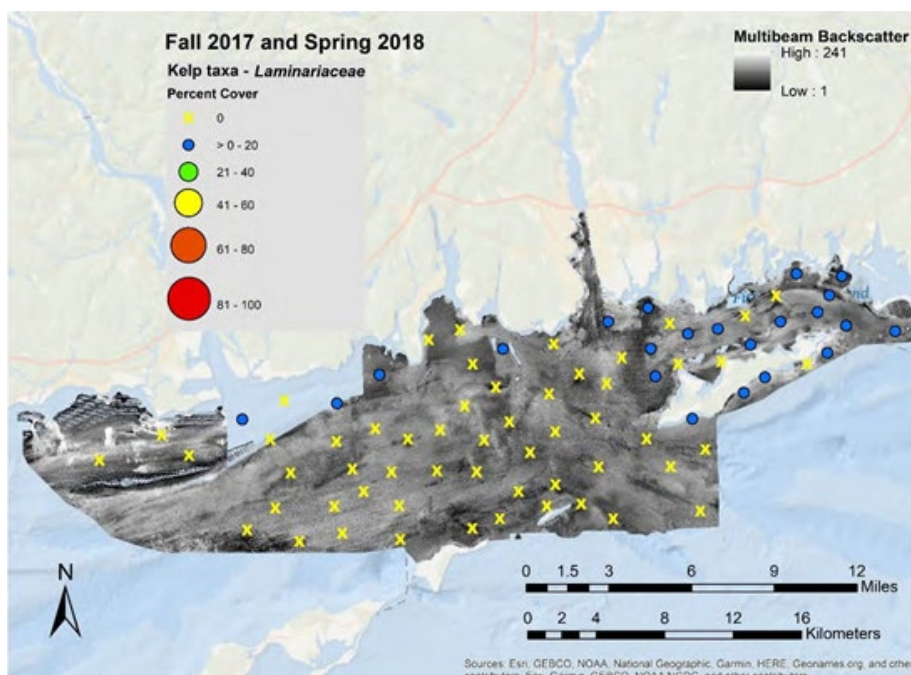 Fall 2017 and Spring 2018
Kelp taxa - Laminariaceae
Percent Cover
x 0
> 0 - 20
21 - 40
41 - 60
61 - 80
81 - 100
Multibeam Backscatter
High : 241
Low : 1
N
0 1.5 3 6 9 12
Miles
0 2 4 8 12 16
Kilometers
Sources: Esri, GEBCO, NOAA, National Geographic, Garmin, HERE, Geonames.org, and other